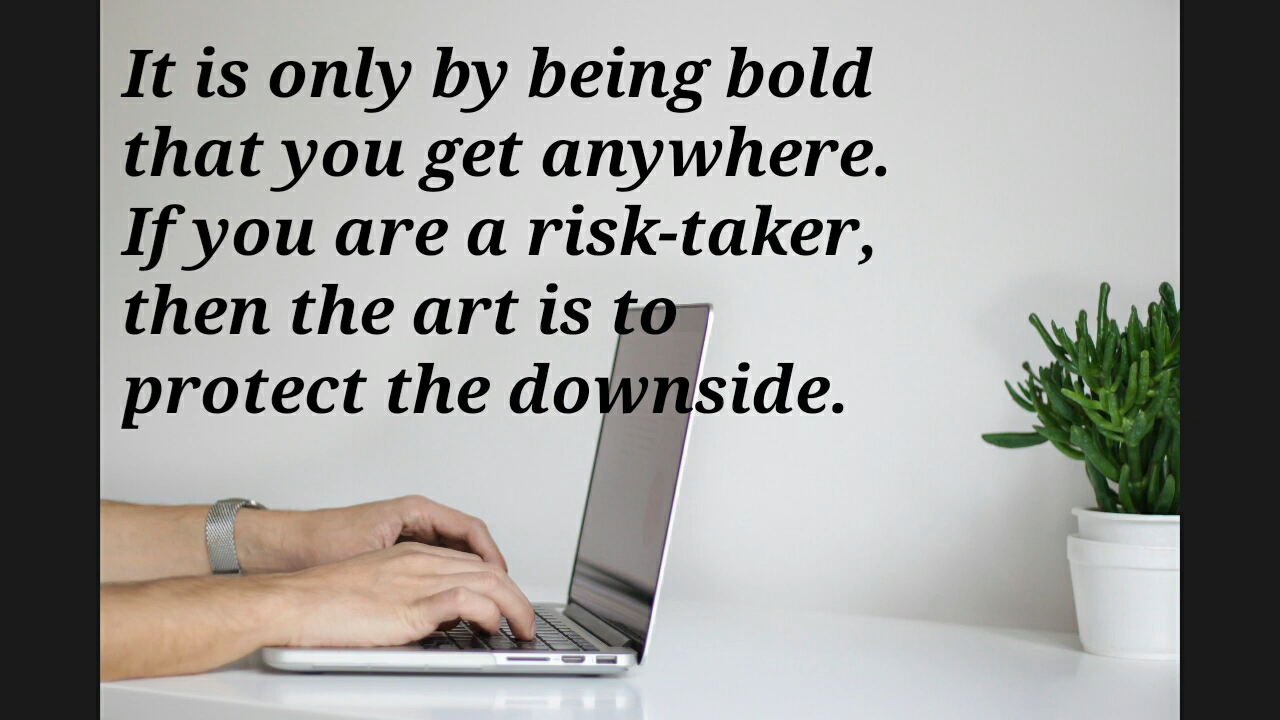 It is only by being bold
that you get anywhere.
If you are a risk-taker,
then the art is to
protect the downside.